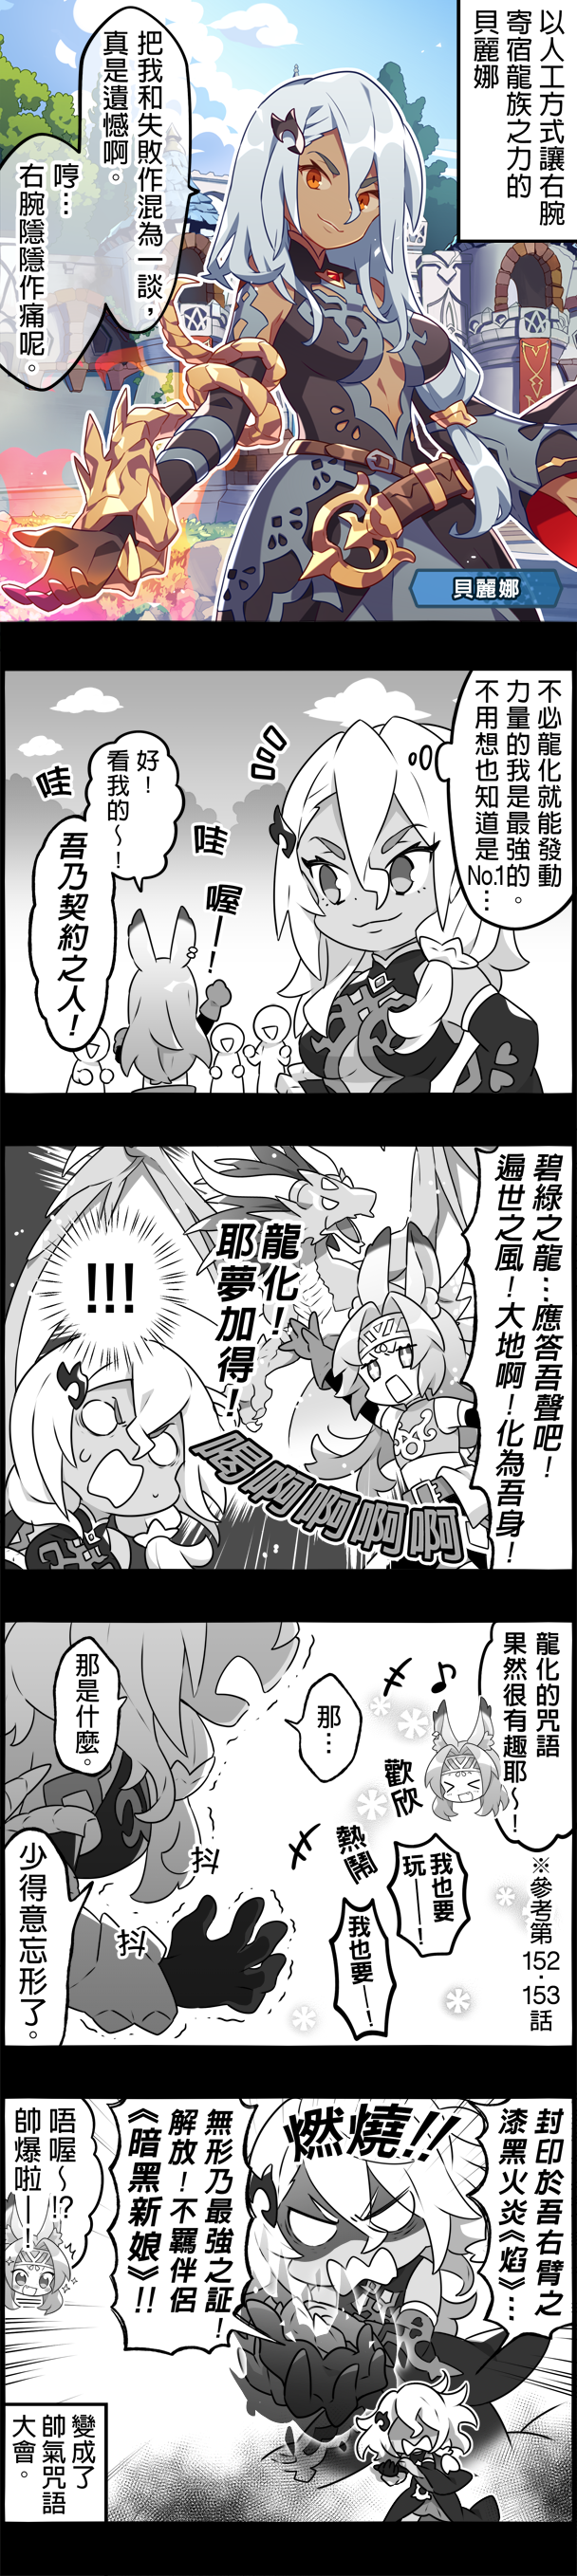 以人工方式讓右腕
寄宿龍族之力的
貝麗娜
把我和失敗作混為一談，
真是遺憾啊。
哼…
右腕隱隱作痛呢。
貝麗娜
不必龍化就能發動
力量的我是最強的。
不用想也知道是No.1…
好！
看我的～！
哇
哇
喔—！
吾乃契約之人！
碧綠之龍…應答吾聲吧！
遍世之風！大地啊！化為吾身！
龍化！
耶夢加得！
!!!
喝啊啊啊啊
龍化的咒語
果然很有趣耶～！
※參考第152·153話
歡欣
熱鬧
我也要
玩——！
我也要—！
那…
那是什麼。
抖
抖
少得意忘形了。
封印於吾右臂之
漆黑火炎《焰》…
燃燒!!
無形乃最強之証！
解放！不羈伴侶
《暗黑新娘》!!
唔喔～!?
帥爆啦——！
變成了
帥氣咒語
大會。